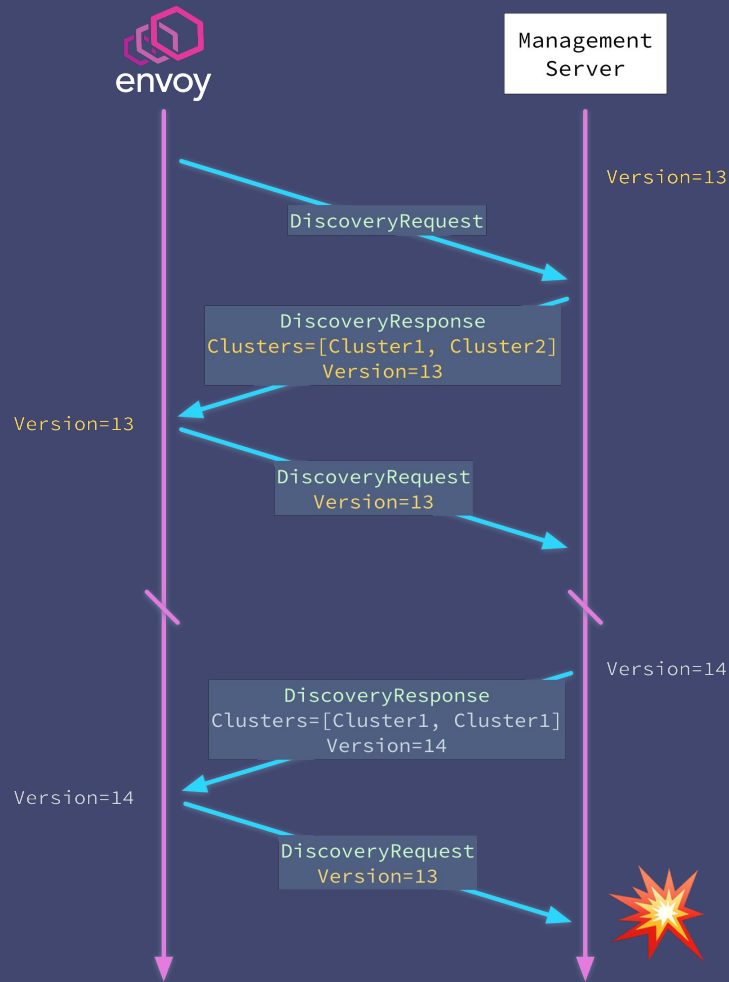 envoy
Management
Server
Version=13
DiscoveryRequest
DiscoveryResponse
Clusters=[Cluster1, Cluster2]
Version=13
Version=13
DiscoveryRequest
Version=13
Version=14
DiscoveryResponse
Clusters=[Cluster1, Cluster1]
Version=14
Version=14
DiscoveryRequest
Version=13